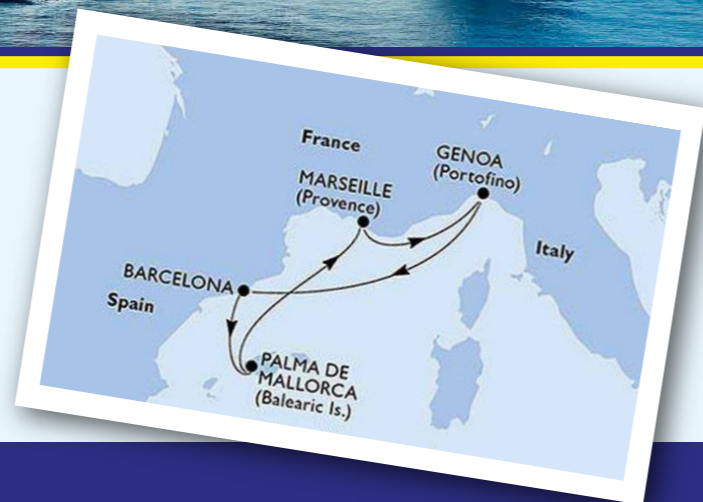 France
GENOA
(Portofino)
MARSEILLE
(Provence)
Italy
BARCELONA
Spain
PALMA DE
MALLORCA
(Balearic Is.)